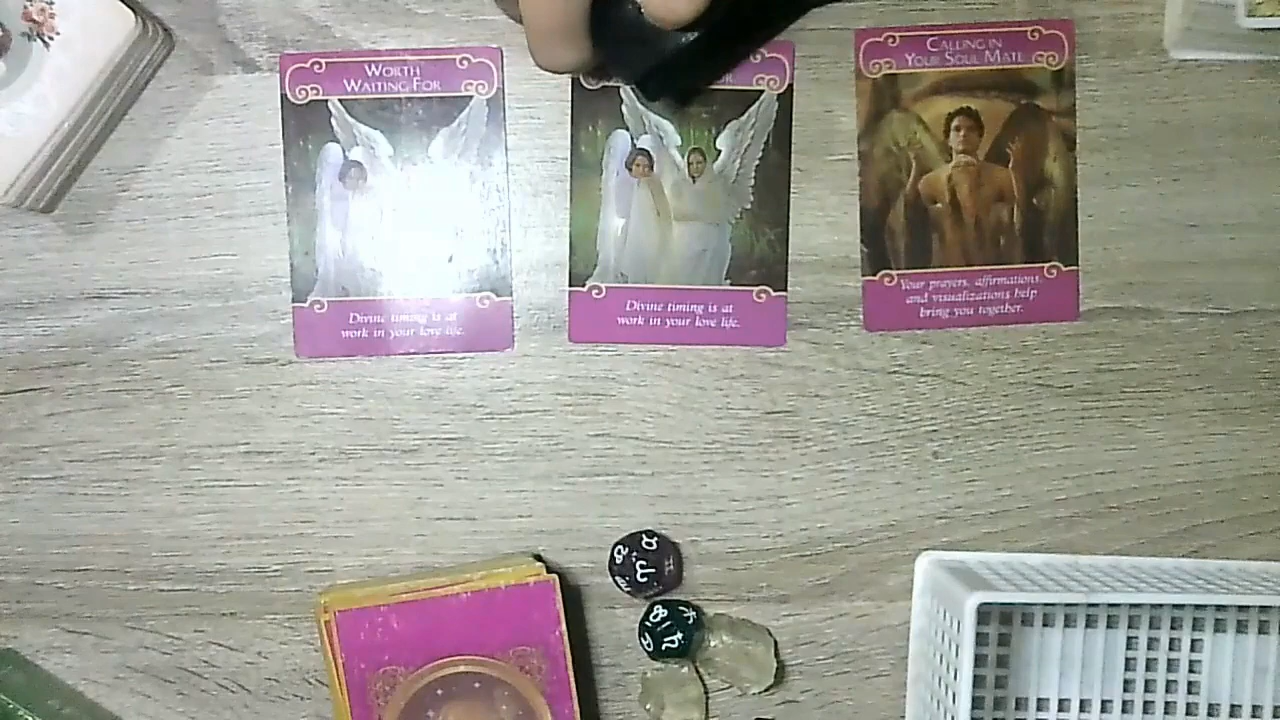 WORTH
WAITING FOR
Divine timing is at
work in your love life.
OR
Divine timing is at
work in your love life.
CALLING IN
YOUR SOUL MATE
Your prayers, affirmations,
and visualizations help
bring you together.